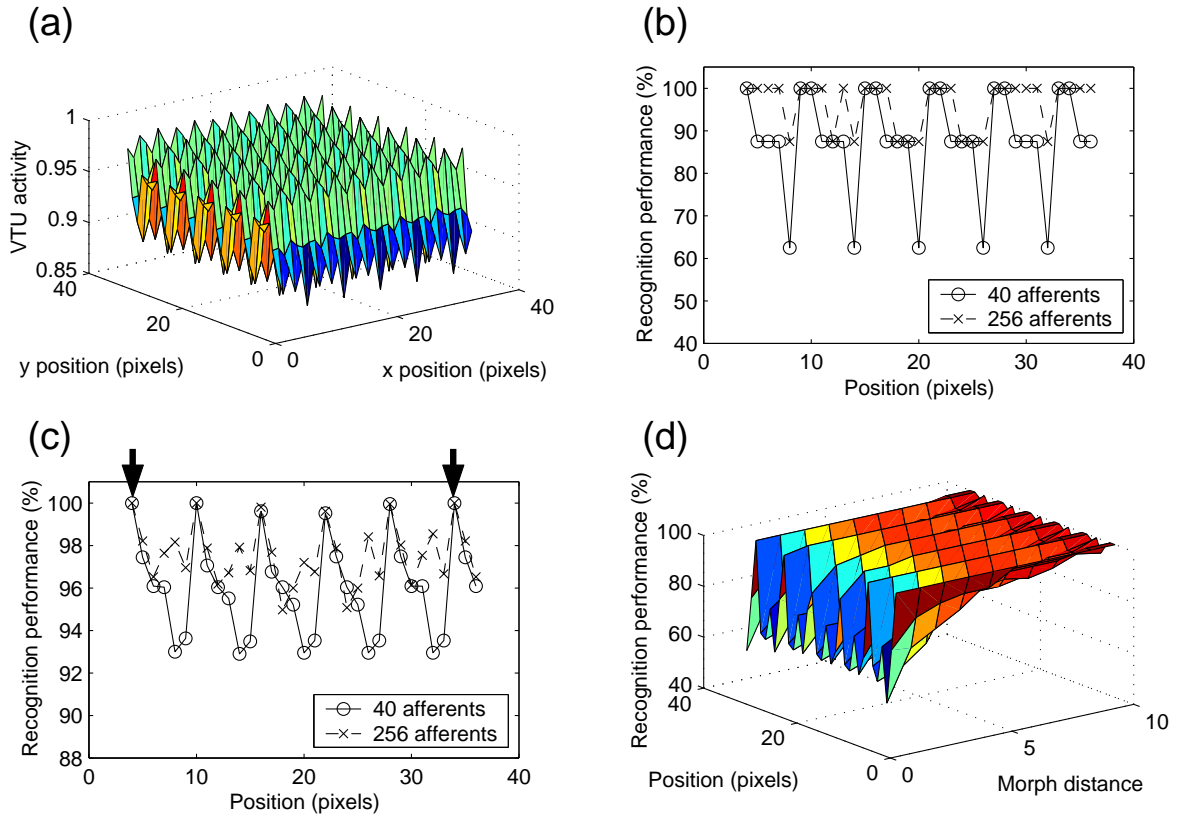 (a)
1
0.95
0.9
0.85
VTU activity
40
20
0
y position (pixels)
0
20
40
x position (pixels)
(b)
100
90
80
70
60
50
40
Recognition performance (%)
0
10
20
30
40
Position (pixels)
40 afferents
256 afferents
(c)
100
98
96
94
92
90
88
Recognition performance (%)
0
10
20
30
40
Position (pixels)
40 afferents
256 afferents
(d)
100
80
60
40
Recognition performance (%)
40
20
0
Position (pixels)
0
5
10
Morph distance